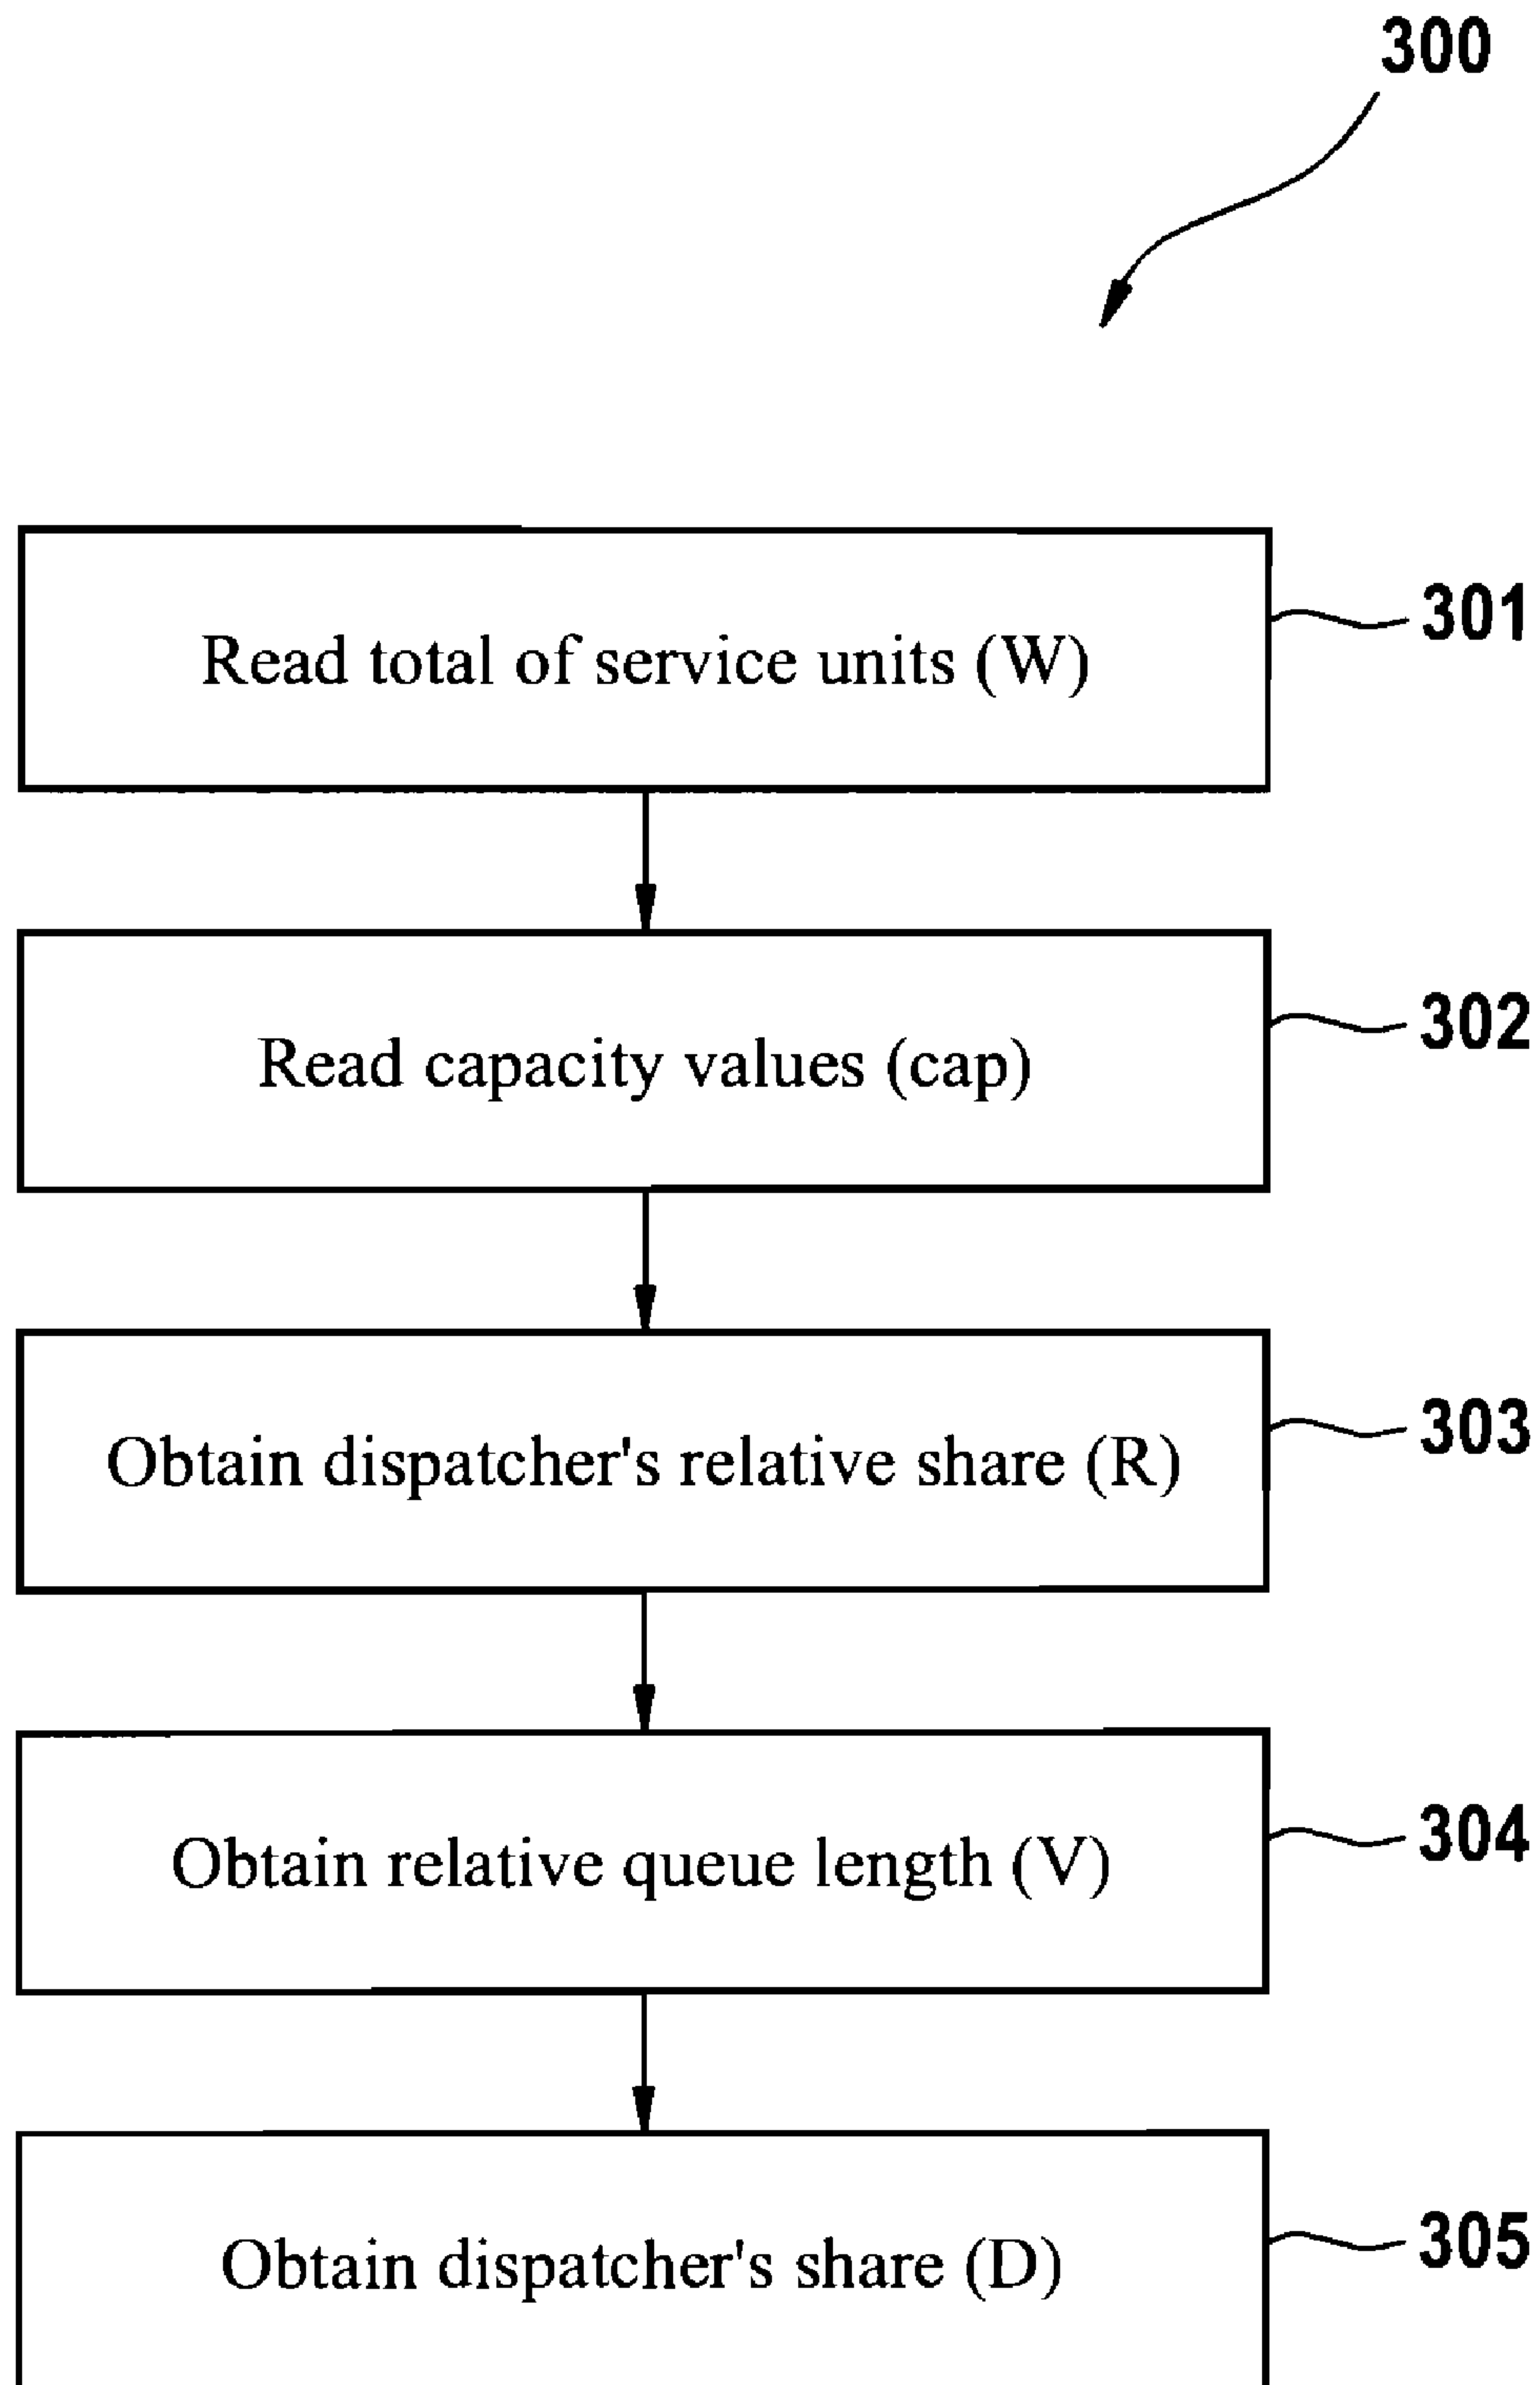 300
Read total of service units (W)
301
Read capacity values (cap)
302
Obtain dispatcher's relative share (R)
303
Obtain relative queue length (V)
304
Obtain dispatcher's share (D)
305